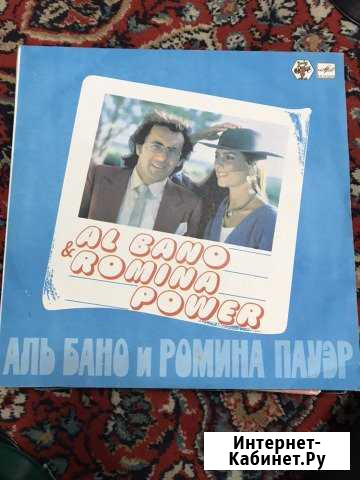 AL BANO
& ROMINA
POWER
АЛЬ БАНО и РОМИНА ПАУЭР
Интернет-
Кабинет.Ру